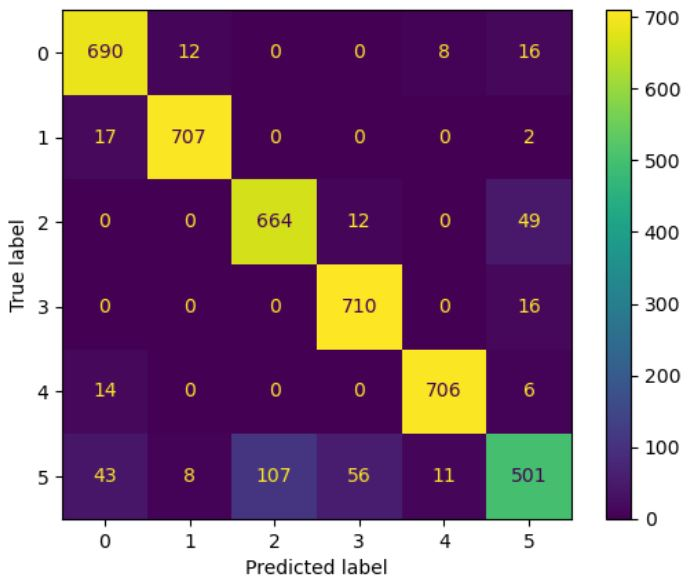 True label
0 690 12 0 0 8 16
1 17 707 0 0 0 2
2 0 0 664 12 0 49
3 0 0 0 710 0 16
4 14 0 0 0 706 6
5 43 8 107 56 11 501
0 1 2 3 4 5
Predicted label
700
600
500
400
300
200
100
0